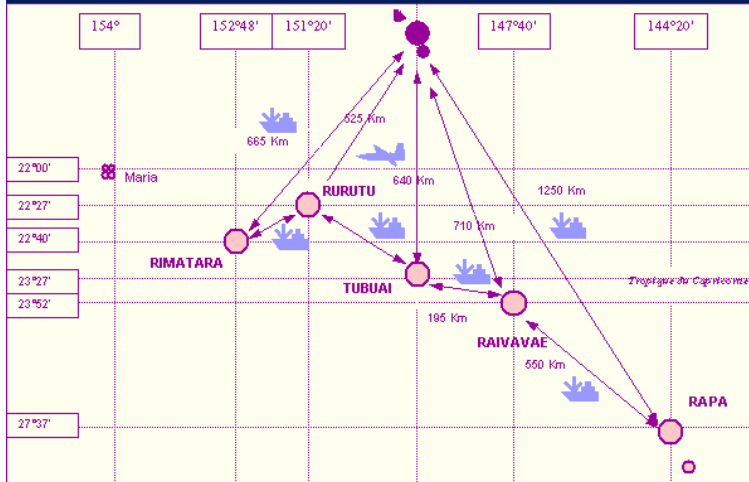 154°
152°48'
151°20'
147°40'
144°20'
525 Km
665 Km
22°00'
Maria
640 Km
RURUTU
1250 Km
22°27'
710 Km
22°40'
RIMATARA
23°27'
TUBUAI
Tropique du Capricorne
23°52'
195 Km
RAIVAVAE
550 Km
RAPA
27°37'